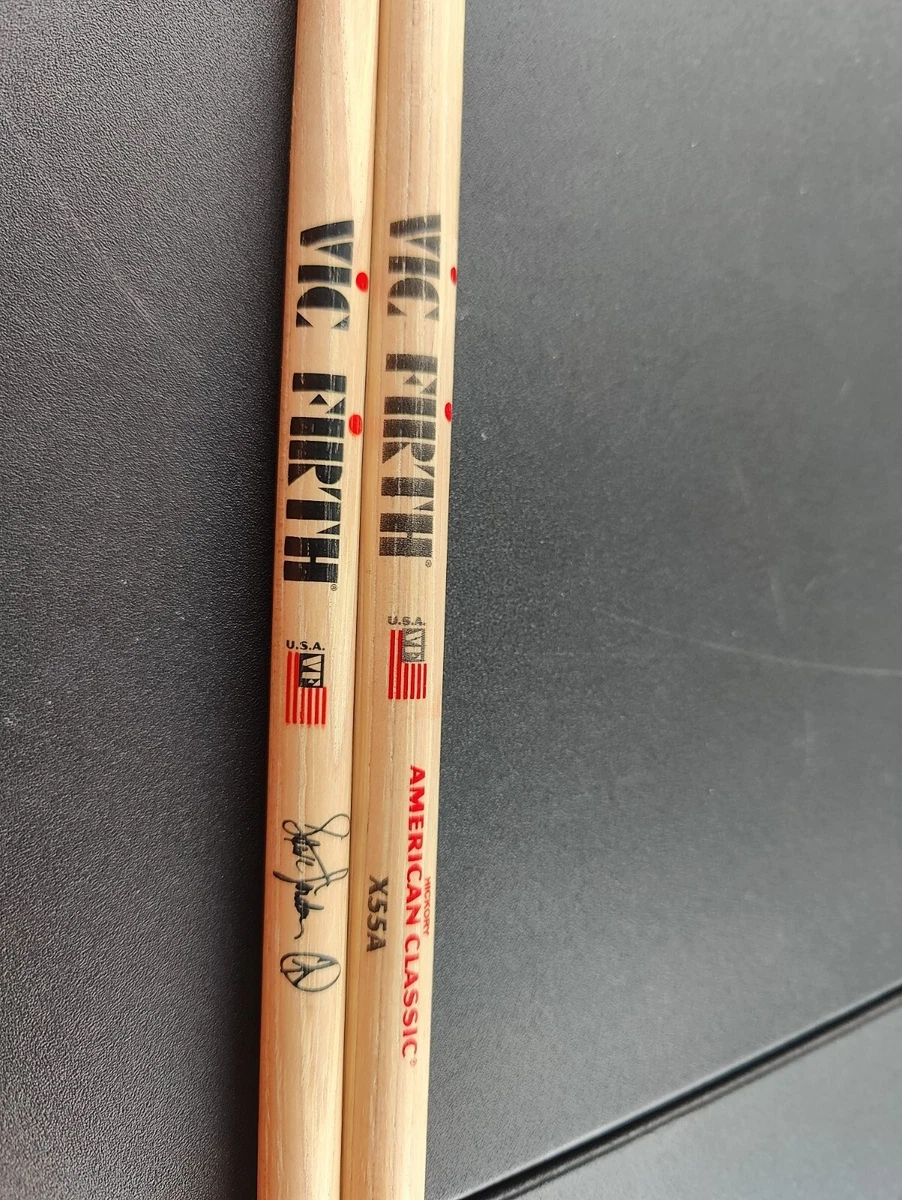 VIC FIRTH®
U.S.A.
VF
VIC FIRTH®
U.S.A.
VF
HICKORY
AMERICAN CLASSIC®
X55A